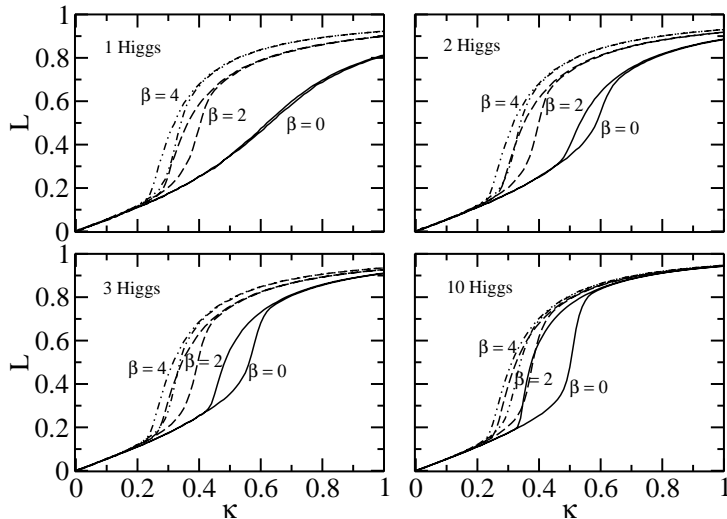 1
0.8
0.6
0.4
0.2
0
L
1 Higgs
β = 4
β = 2
β = 0
2 Higgs
β = 4
β = 2
β = 0
1
0.8
0.6
0.4
0.2
0
L
3 Higgs
β = 4
β = 2
β = 0
0 0.2 0.4 0.6 0.8 1
κ
10 Higgs
β = 4
β = 2
β = 0
0 0.2 0.4 0.6 0.8 1
κ